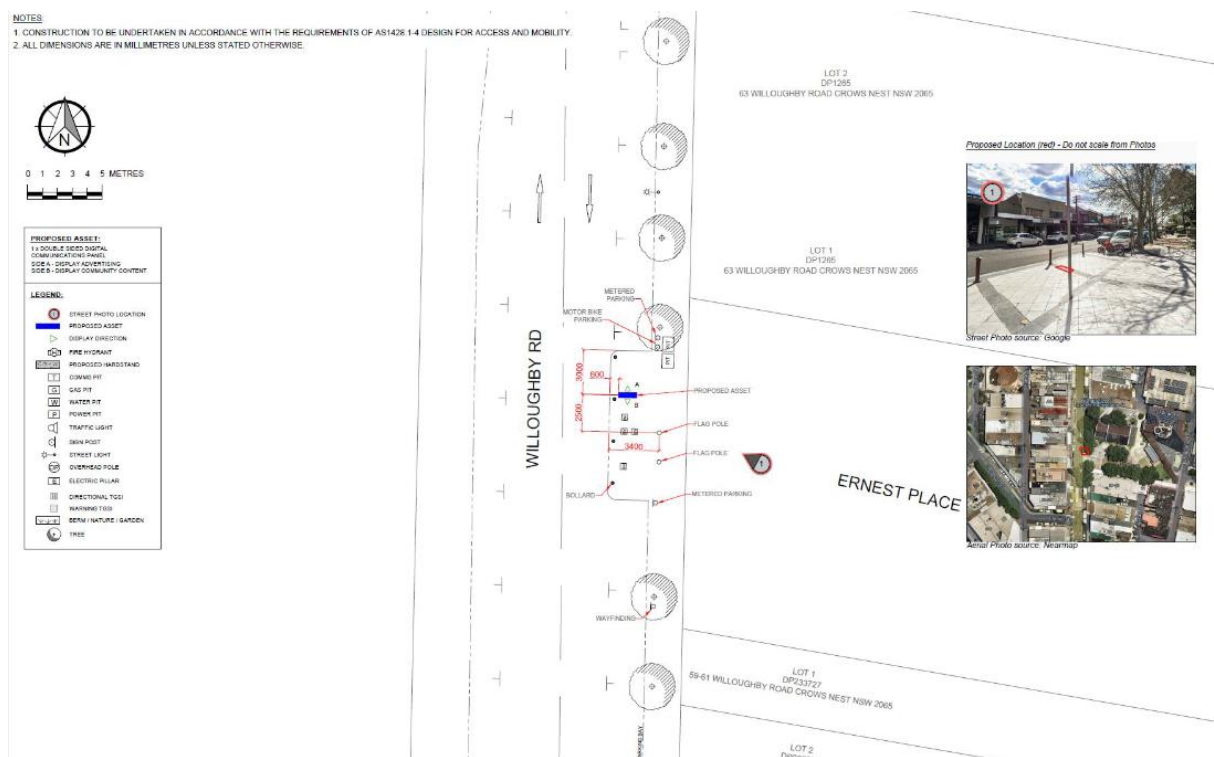 NOTES:
1. CONSTRUCTION TO BE UNDERTAKEN IN ACCORDANCE WITH THE REQUIREMENTS OF AS1428.1-4 DESIGN FOR ACCESS AND MOBILITY.
2. ALL DIMENSIONS ARE IN MILLIMETRES UNLESS STATED OTHERWISE.
N
0 1 2 3 4 5 METRES
PROPOSED ASSET:
1 x DOUBLE SIDED DIGITAL
COMMUNICATIONS PANEL
SIDE A - DISPLAY ADVERTISING
SIDE B - DISPLAY COMMUNITY CONTENT
LEGEND:
1 STREET PHOTO LOCATION
PROPOSED ASSET
DISPLAY DIRECTION
FIRE HYDRANT
PROPOSED HARDSTAND
T COMMS PIT
G GAS PIT
W WATER PIT
P POWER PIT
TRAFFIC LIGHT
SIGN POST
STREET LIGHT
OVERHEAD POLE
E ELECTRIC PILLAR
DIRECTIONAL TGSI
WARNING TGSI
BERM / NATURE / GARDEN
TREE
LOT 2
DP1265
63 WILLOUGHBY ROAD CROWS NEST NSW 2065
LOT 1
DP1265
63 WILLOUGHBY ROAD CROWS NEST NSW 2065
METERED
PARKING
MOTOR BIKE
PARKING
PIT
PIT
3000
600
A
B
PROPOSED ASSET
2500
FLAG POLE
3400
FLAG POLE
BOLLARD
METERED PARKING
WILLOUGHBY RD
1
ERNEST PLACE
WAYFINDING
LOT 1
DP233727
59-61 WILLOUGHBY ROAD CROWS NEST NSW 2065
LOT 2
Proposed Location (red) - Do not scale from Photos
1
Street Photo source: Google
Aerial Photo source: Nearmap